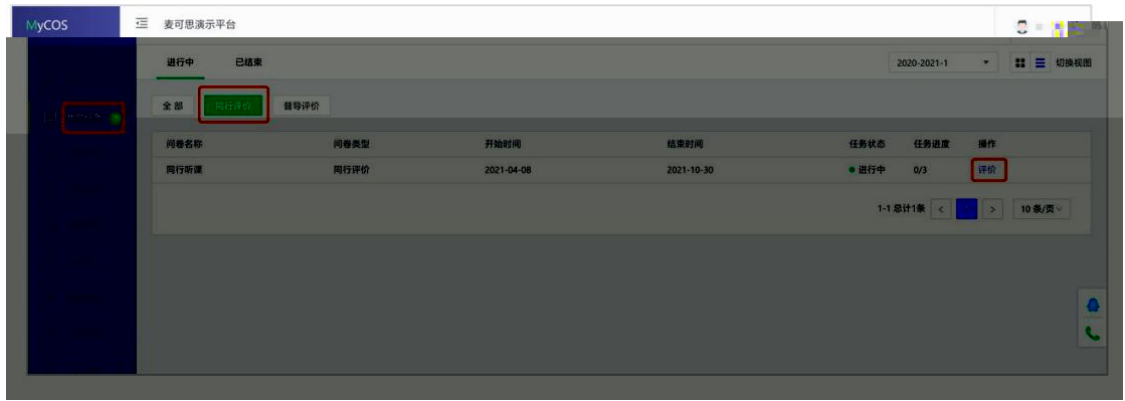 MyCOS 麦可思演示平台
进行中 已结束 2020-2021-1 切换视图
全部 同行评价 督导评价
问卷名称 问卷类型 开始时间 结束时间 任务状态 任务进度 操作
同行听课 同行评价 2021-04-08 2021-10-30 进行中 0/3 评价
1-1 总计1条 < > 10 条/页